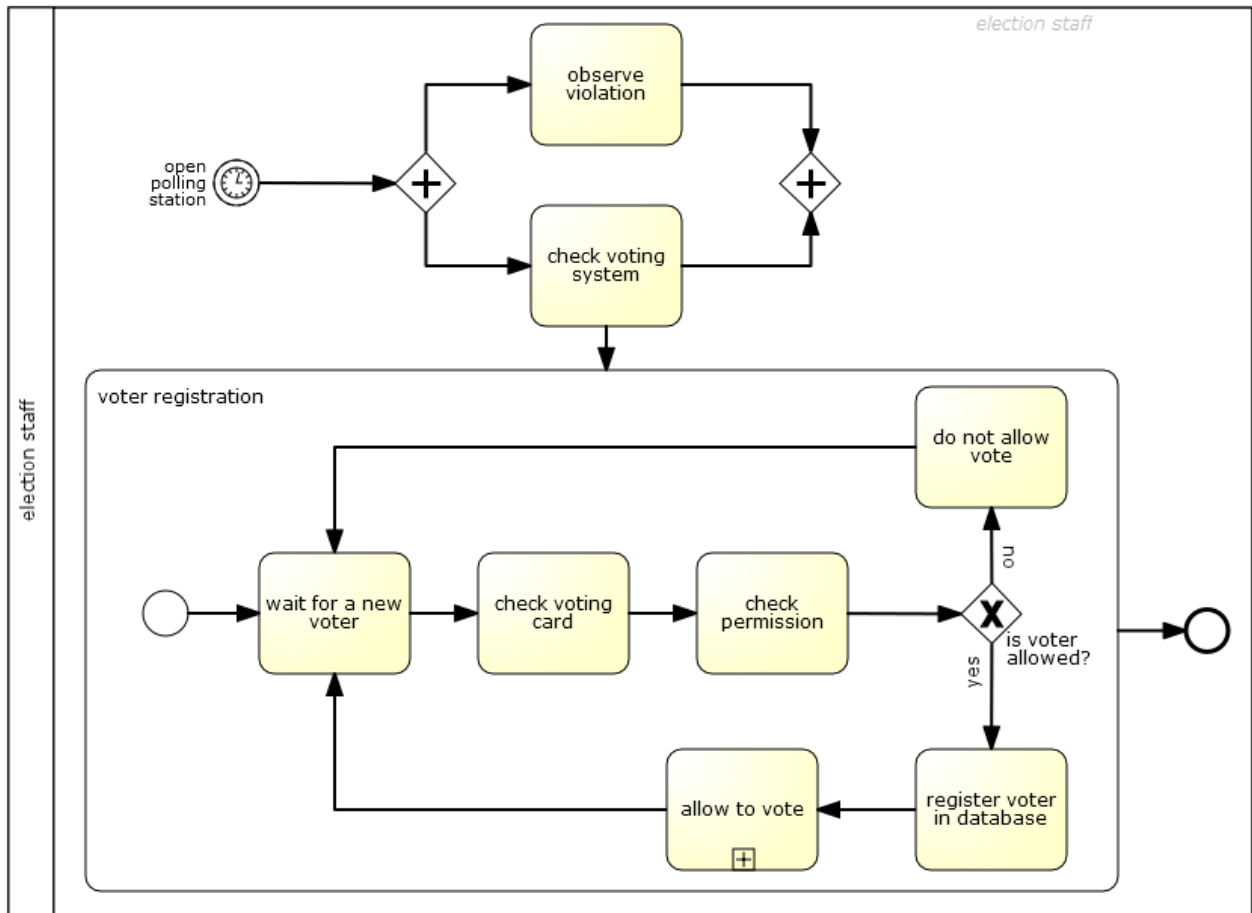 election staff
election staff
observe
violation
open
polling
station
check voting
system
voter registration
do not allow
vote
no
wait for a new
voter
check voting
card
check
permission
is voter
allowed?
yes
allow to vote
register voter
in database